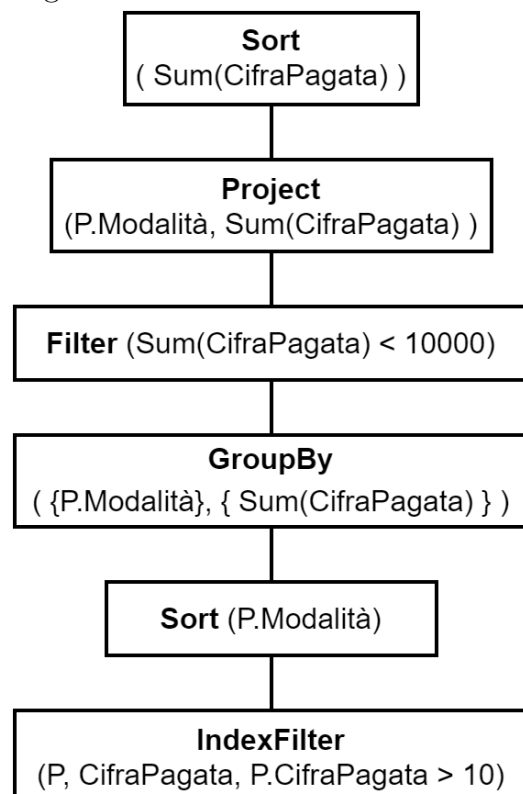 Sort
( Sum(CifraPagata) )
Project
(P.Modalità, Sum(CifraPagata) )
Filter (Sum(CifraPagata) < 10000)
GroupBy
( {P.Modalità}, { Sum(CifraPagata) } )
Sort (P.Modalità)
IndexFilter
(P, CifraPagata, P.CifraPagata > 10)